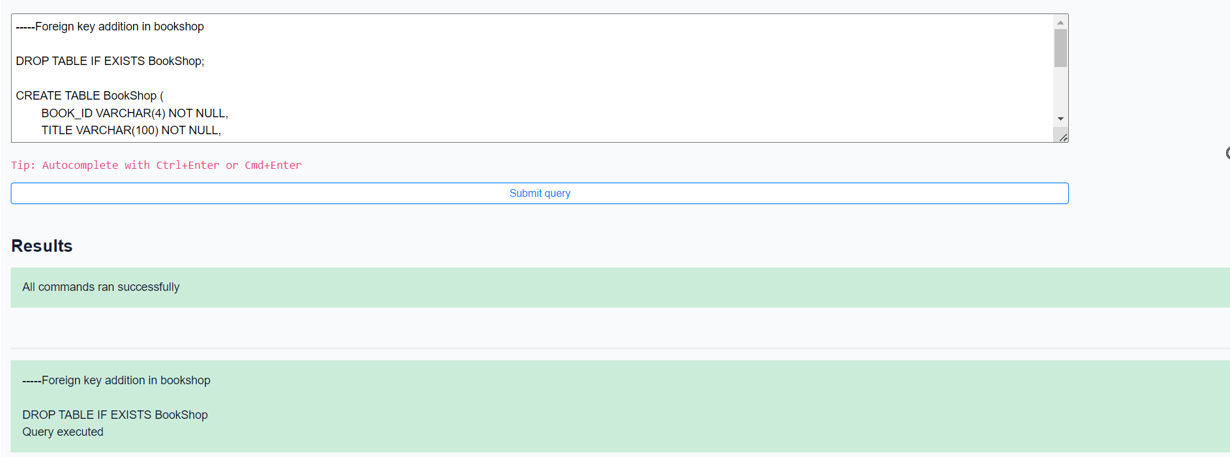 -----Foreign key addition in bookshop
DROP TABLE IF EXISTS BookShop;
CREATE TABLE BookShop (
BOOK_ID VARCHAR(4) NOT NULL,
TITLE VARCHAR(100) NOT NULL,
Tip: Autocomplete with Ctrl+Enter or Cmd+Enter
Submit query
Results
All commands ran successfully
-----Foreign key addition in bookshop
DROP TABLE IF EXISTS BookShop
Query executed